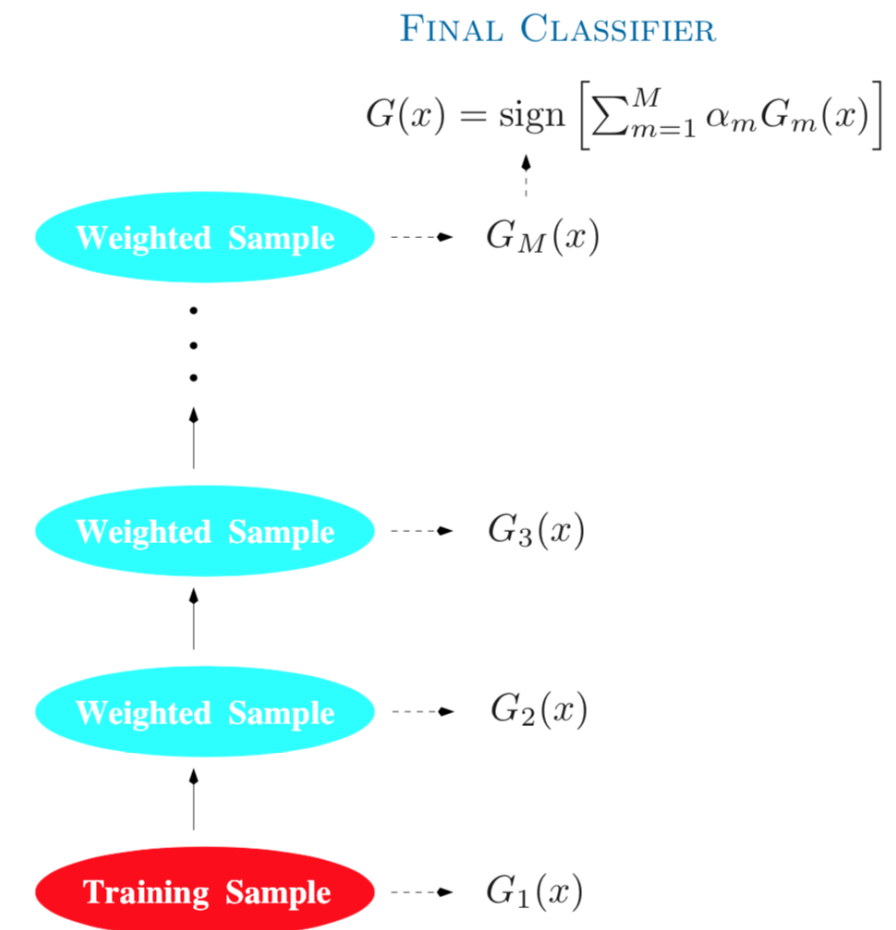 FINAL CLASSIFIER
G(x) = sign [∑_{m=1}^{M} α_m G_m(x)]
Weighted Sample G_M(x)
Weighted Sample G_3(x)
Weighted Sample G_2(x)
Training Sample G_1(x)